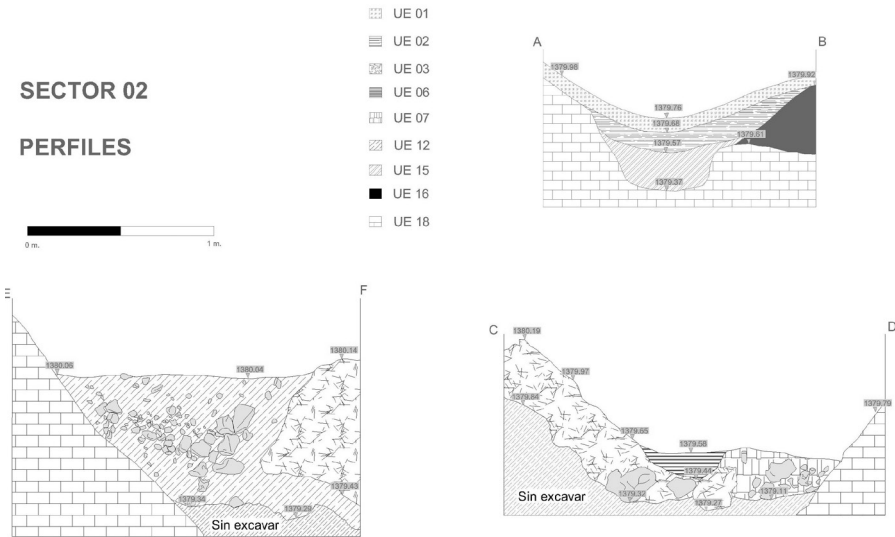 SECTOR 02
PERFILES
0 m.
1 m.
UE 01
UE 02
UE 03
UE 06
UE 07
UE 12
UE 15
UE 16
UE 18
A
B
1379.98
1379.92
1379.76
1379.68
1379.57
1379.51
1379.37
E
F
1380.06
1380.04
1380.14
1379.43
1379.34
1379.29
Sin excavar
C
D
1380.19
1379.97
1379.84
1379.79
1379.65
1379.58
1379.44
1379.32
1379.27
1379.11
Sin excavar